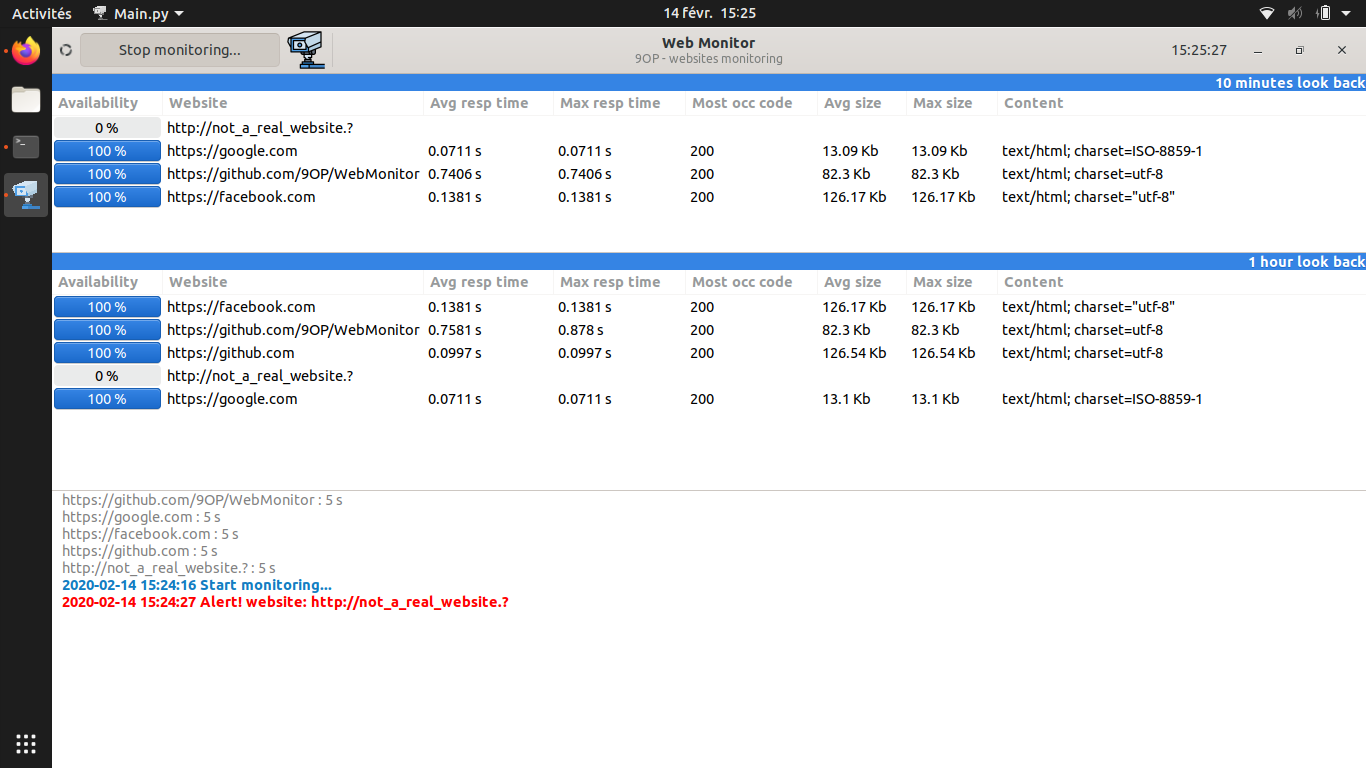 Activités Main.py 14 févr. 15:25
Stop monitoring... Web Monitor 15:25:27
9OP - websites monitoring
10 minutes look back
Availability Website Avg resp time Max resp time Most occ code Avg size Max size Content
0 % http://not_a_real_website.?
100 % https://google.com 0.0711 s 0.0711 s 200 13.09 Kb 13.09 Kb text/html; charset=ISO-8859-1
100 % https://github.com/9OP/WebMonitor 0.7406 s 0.7406 s 200 82.3 Kb 82.3 Kb text/html; charset=utf-8
100 % https://facebook.com 0.1381 s 0.1381 s 200 126.17 Kb 126.17 Kb text/html; charset="utf-8"
1 hour look back
Availability Website Avg resp time Max resp time Most occ code Avg size Max size Content
100 % https://facebook.com 0.1381 s 0.1381 s 200 126.17 Kb 126.17 Kb text/html; charset="utf-8"
100 % https://github.com/9OP/WebMonitor 0.7581 s 0.878 s 200 82.3 Kb 82.3 Kb text/html; charset=utf-8
100 % https://github.com 0.0997 s 0.0997 s 200 126.54 Kb 126.54 Kb text/html; charset=utf-8
0 % http://not_a_real_website.?
100 % https://google.com 0.0711 s 0.0711 s 200 13.1 Kb 13.1 Kb text/html; charset=ISO-8859-1
https://github.com/9OP/WebMonitor : 5 s
https://google.com : 5 s
https://facebook.com : 5 s
https://github.com : 5 s
http://not_a_real_website.? : 5 s
2020-02-14 15:24:16 Start monitoring...
2020-02-14 15:24:27 Alert! website: http://not_a_real_website.?